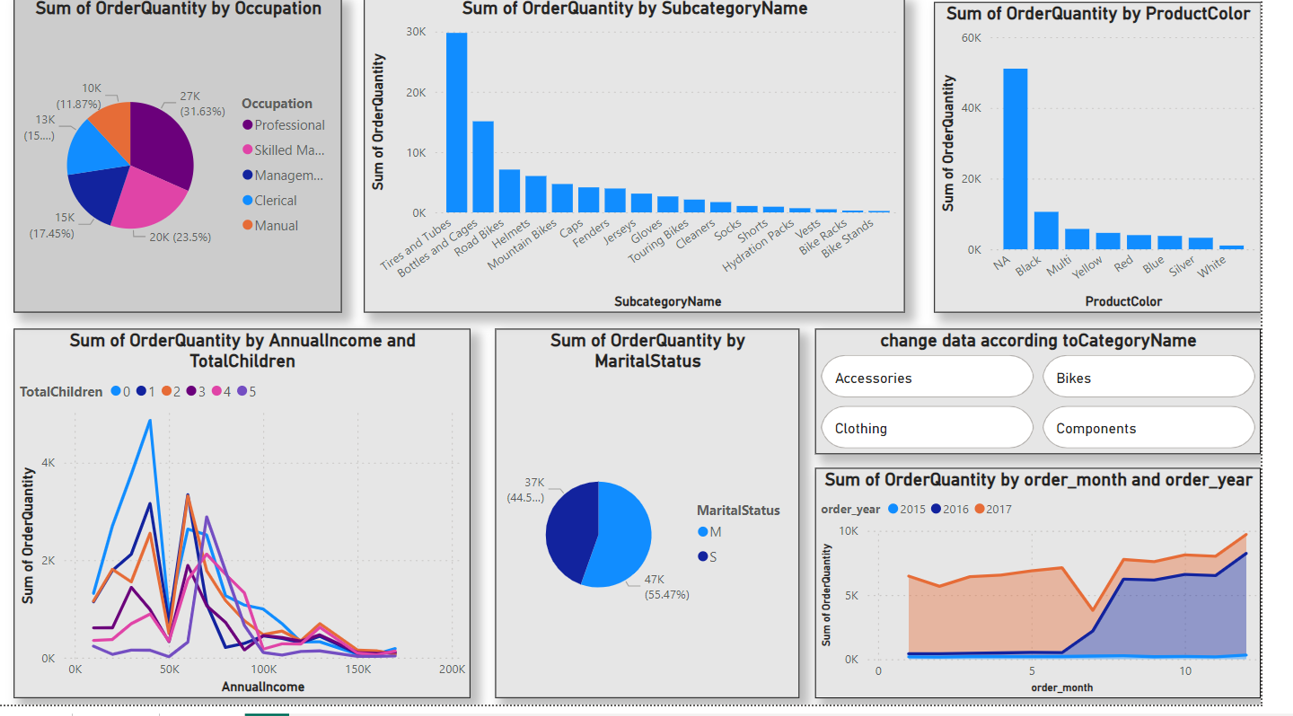 Sum of OrderQuantity by Occupation
10K
(11.87%)
27K
(31.63%)
13K
(15....)
15K
(17.45%)
20K (23.5%)
Occupation
Professional
Skilled Ma...
Managem...
Clerical
Manual
Sum of OrderQuantity by SubcategoryName
Sum of OrderQuantity
30K
20K
10K
0K
Tires and Tubes
Bottles and Cages
Road Bikes
Helmets
Mountain Bikes
Caps
Fenders
Jerseys
Gloves
Touring Bikes
Cleaners
Socks
Shorts
Hydration Packs
Vests
Bike Racks
Bike Stands
SubcategoryName
Sum of OrderQuantity by ProductColor
Sum of OrderQuantity
60K
40K
20K
0K
NA
Black
Multi
Yellow
Red
Blue
Silver
White
ProductColor
Sum of OrderQuantity by AnnualIncome and
TotalChildren
TotalChildren 0 1 2 3 4 5
Sum of OrderQuantity
4K
2K
0K
0K 50K 100K 150K 200K
AnnualIncome
Sum of OrderQuantity by
MaritalStatus
37K
(44.5...)
47K
(55.47%)
MaritalStatus
M
S
change data according toCategoryName
Accessories
Bikes
Clothing
Components
Sum of OrderQuantity by order_month and order_year
order_year 2015 2016 2017
Sum of OrderQuantity
10K
5K
0K
0 5 10
order_month